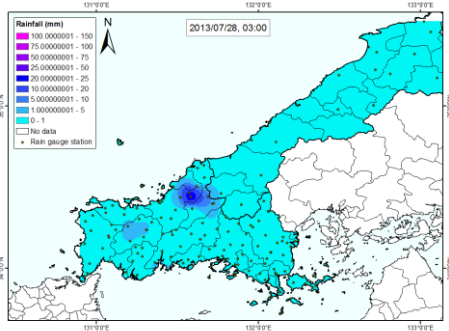 131°0'0"E 132°0'0"E 133°0'0"E
Rainfall (mm)
100.00000001 - 150
75.00000001 - 100
50.00000001 - 75
25.00000001 - 50
20.00000001 - 25
10.00000001 - 20
5.000000001 - 10
1.000000001 - 5
0 - 1
No data
Rain gauge station
N
2013/07/28, 03:00
131°0'0"E 132°0'0"E 133°0'0"E